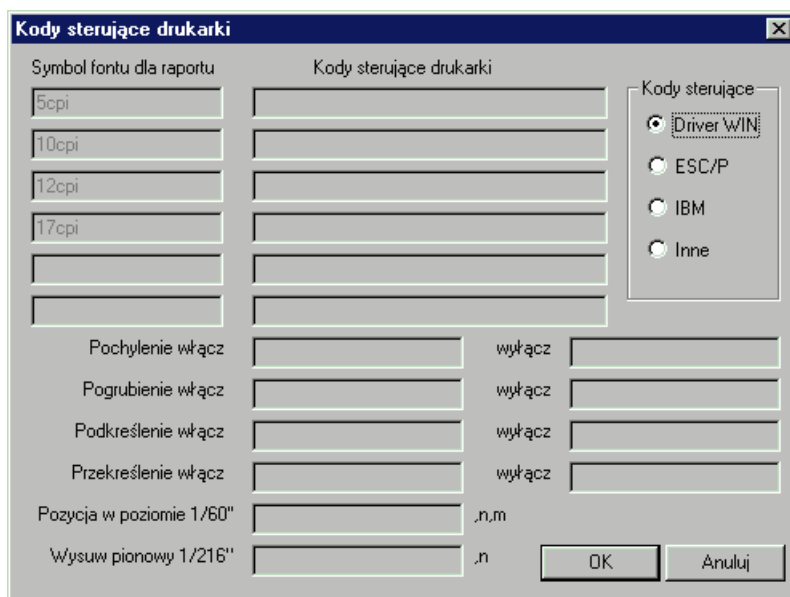 Kody sterujące drukarki
Symbol fontu dla raportu Kody sterujące drukarki
5cpi
10cpi
12cpi
17cpi
Kody sterujące
Driver WIN
ESC/P
IBM
Inne
Pochylenie włącz wyłącz
Pogrubienie włącz wyłącz
Podkreślenie włącz wyłącz
Przekreślenie włącz wyłącz
Pozycja w poziomie 1/60" ,n,m
Wysuw pionowy 1/216" ,n
OK Anuluj